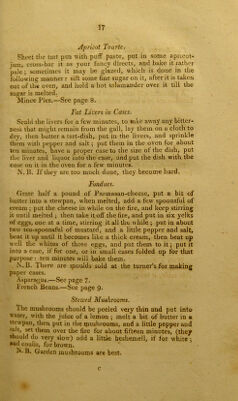 17
Apricot Tourte.
Sheet the tart pan with puff paste, put in some apricot-
jam, cross-bar it as your fancy directs, and bake it rather
pale; sometimes it may be glazed, which is done in the
following manner: sift some fine sugar on it, after it is taken
out of the oven, and hold a hot salamander over it till the
sugar is melted.
Mince Pies.—See page 8.
Fat Livers in Cases.
Scald the livers for a few minutes, to take away any bitter-
ness that might remain from the gall, lay them on a cloth to
dry, then butter a tart-dish, put in the livers, and sprinkle
them with pepper and salt; put them in the oven for about
ten minutes, have a proper case to the size of the dish, put
the liver and liquor into the case, and put the dish with the
case on it in the oven for a few minutes.
N. B. If they are too much done, they become hard.
Fondues.
Grate half a pound of Parmasan-cheese, put a bit of
butter into a stewpan, when melted, add a few spoonsful of
cream; put the cheese in while on the fire, and keep stirring
it until melted; then take it off the fire, and put in six yelks
of eggs, one at a time, stirring it all the while; put in about
two tea-spoonsful of mustard, and a little pepper and salt,
beat it up until it becomes like a thick cream, then beat up
well the whites of those eggs, and put them to it; put it
into a case, if for one, or in small cases folded up for that
purpose: ten minutes will bake them.
N. B. There are moulds sold at the turner's for making
paper cases.
Asparagus.—See page 7.
French Beans.—See page 9.
Stewed Mushrooms.
The mushrooms should be peeled very thin and put into
water, with the juice of a lemon; melt a bit of butter in a
stewpan, then put in the mushrooms, and a little pepper and
salt, set them over the fire for about fifteen minutes, (they
should do very slow) add a little beshemell, if for white;
and coulis, for brown.
N. B. Garden mushrooms are best.
C